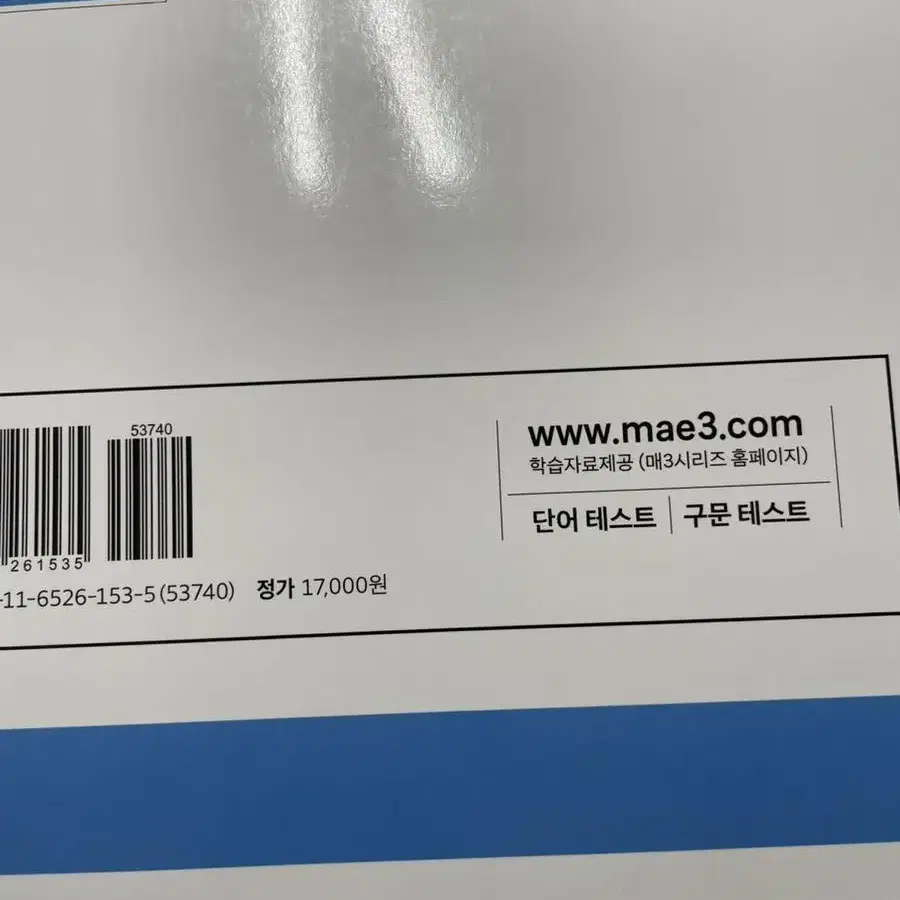 53740
261535
-11-6526-153-5 (53740) 정가 17,000원
www.mae3.com
학습자료제공 (매3시리즈 홈페이지)
단어 테스트 | 구문 테스트